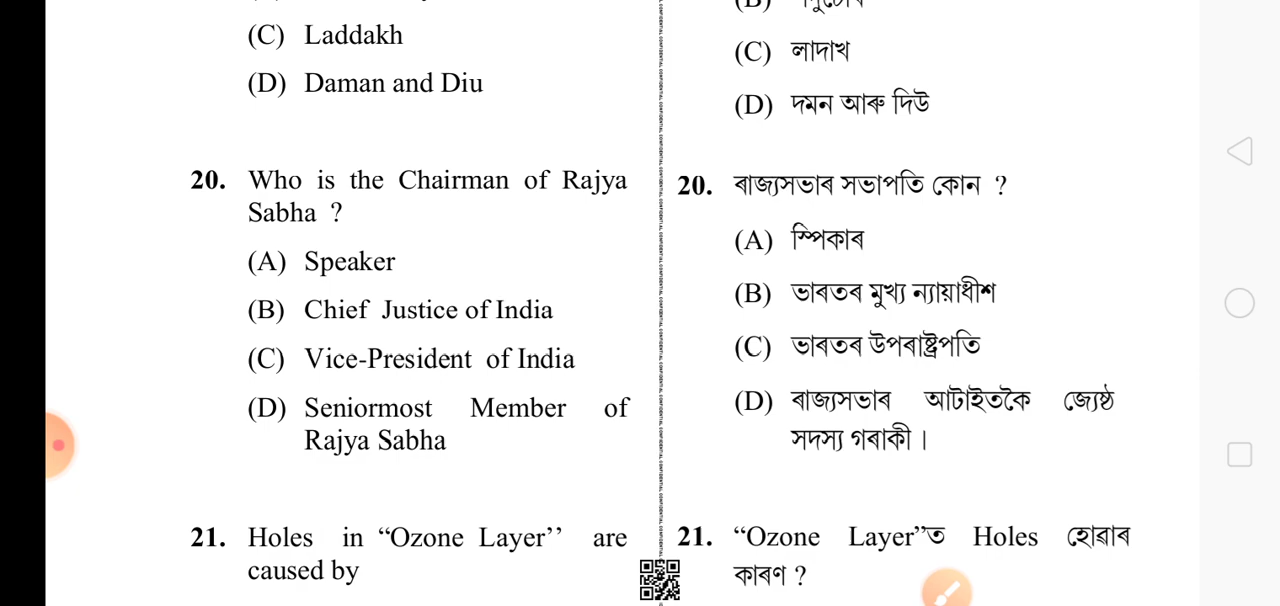 (C) Laddakh
(D) Daman and Diu
20. Who is the Chairman of Rajya
Sabha ?
(A) Speaker
(B) Chief Justice of India
(C) Vice-President of India
(D) Seniormost Member of
Rajya Sabha
21. Holes in “Ozone Layer’’ are
caused by
(C) লাদাখ
(D) দমন আৰু দিউ
20. ৰাজ্যসভাৰ সভাপতি কোন ?
(A) স্পিকাৰ
(B) ভাৰতৰ মুখ্য ন্যায়াধীশ
(C) ভাৰতৰ উপৰাষ্ট্ৰপতি
(D) ৰাজ্যসভাৰ আটাইতকৈ জ্যেষ্ঠ
সদস্য গৰাকী ।
21. “Ozone Layer”ত Holes হোৱাৰ
কাৰণ ?